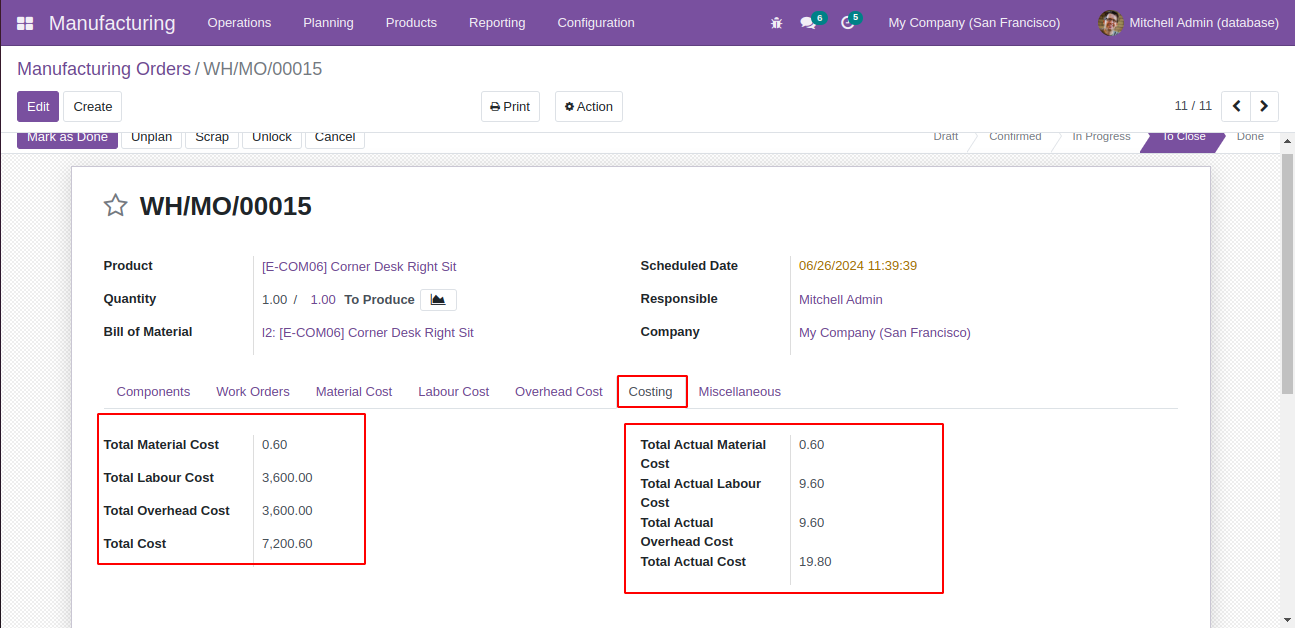 Manufacturing Operations Planning Products Reporting Configuration 6 5 My Company (San Francisco) Mitchell Admin (database)
Manufacturing Orders / WH/MO/00015
Edit Create Print Action 11 / 11
Mark as Done Unplan Scrap Unlock Cancel Draft Confirmed In Progress To Close Done
WH/MO/00015
Product [E-COM06] Corner Desk Right Sit Scheduled Date 06/26/2024 11:39:39
Quantity 1.00 / 1.00 To Produce Responsible Mitchell Admin
Bill of Material I2: [E-COM06] Corner Desk Right Sit Company My Company (San Francisco)
Components Work Orders Material Cost Labour Cost Overhead Cost Costing Miscellaneous
Total Material Cost 0.60
Total Labour Cost 3,600.00
Total Overhead Cost 3,600.00
Total Cost 7,200.60
Total Actual Material 0.60
Cost
Total Actual Labour 9.60
Cost
Total Actual 9.60
Overhead Cost
Total Actual Cost 19.80